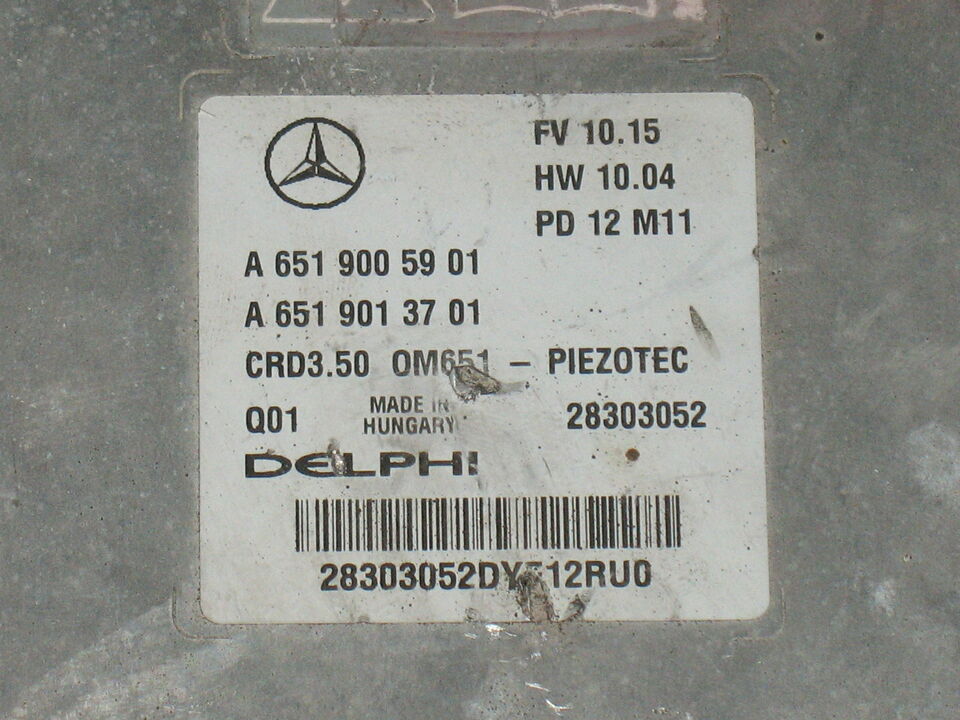 FV 10.15
HW 10.04
PD 12 M11
A 651 900 59 01
A 651 901 37 01
CRD3.50 OM651 – PIEZOTEC
Q01 MADE IN HUNGARY 28303052
DELPHI